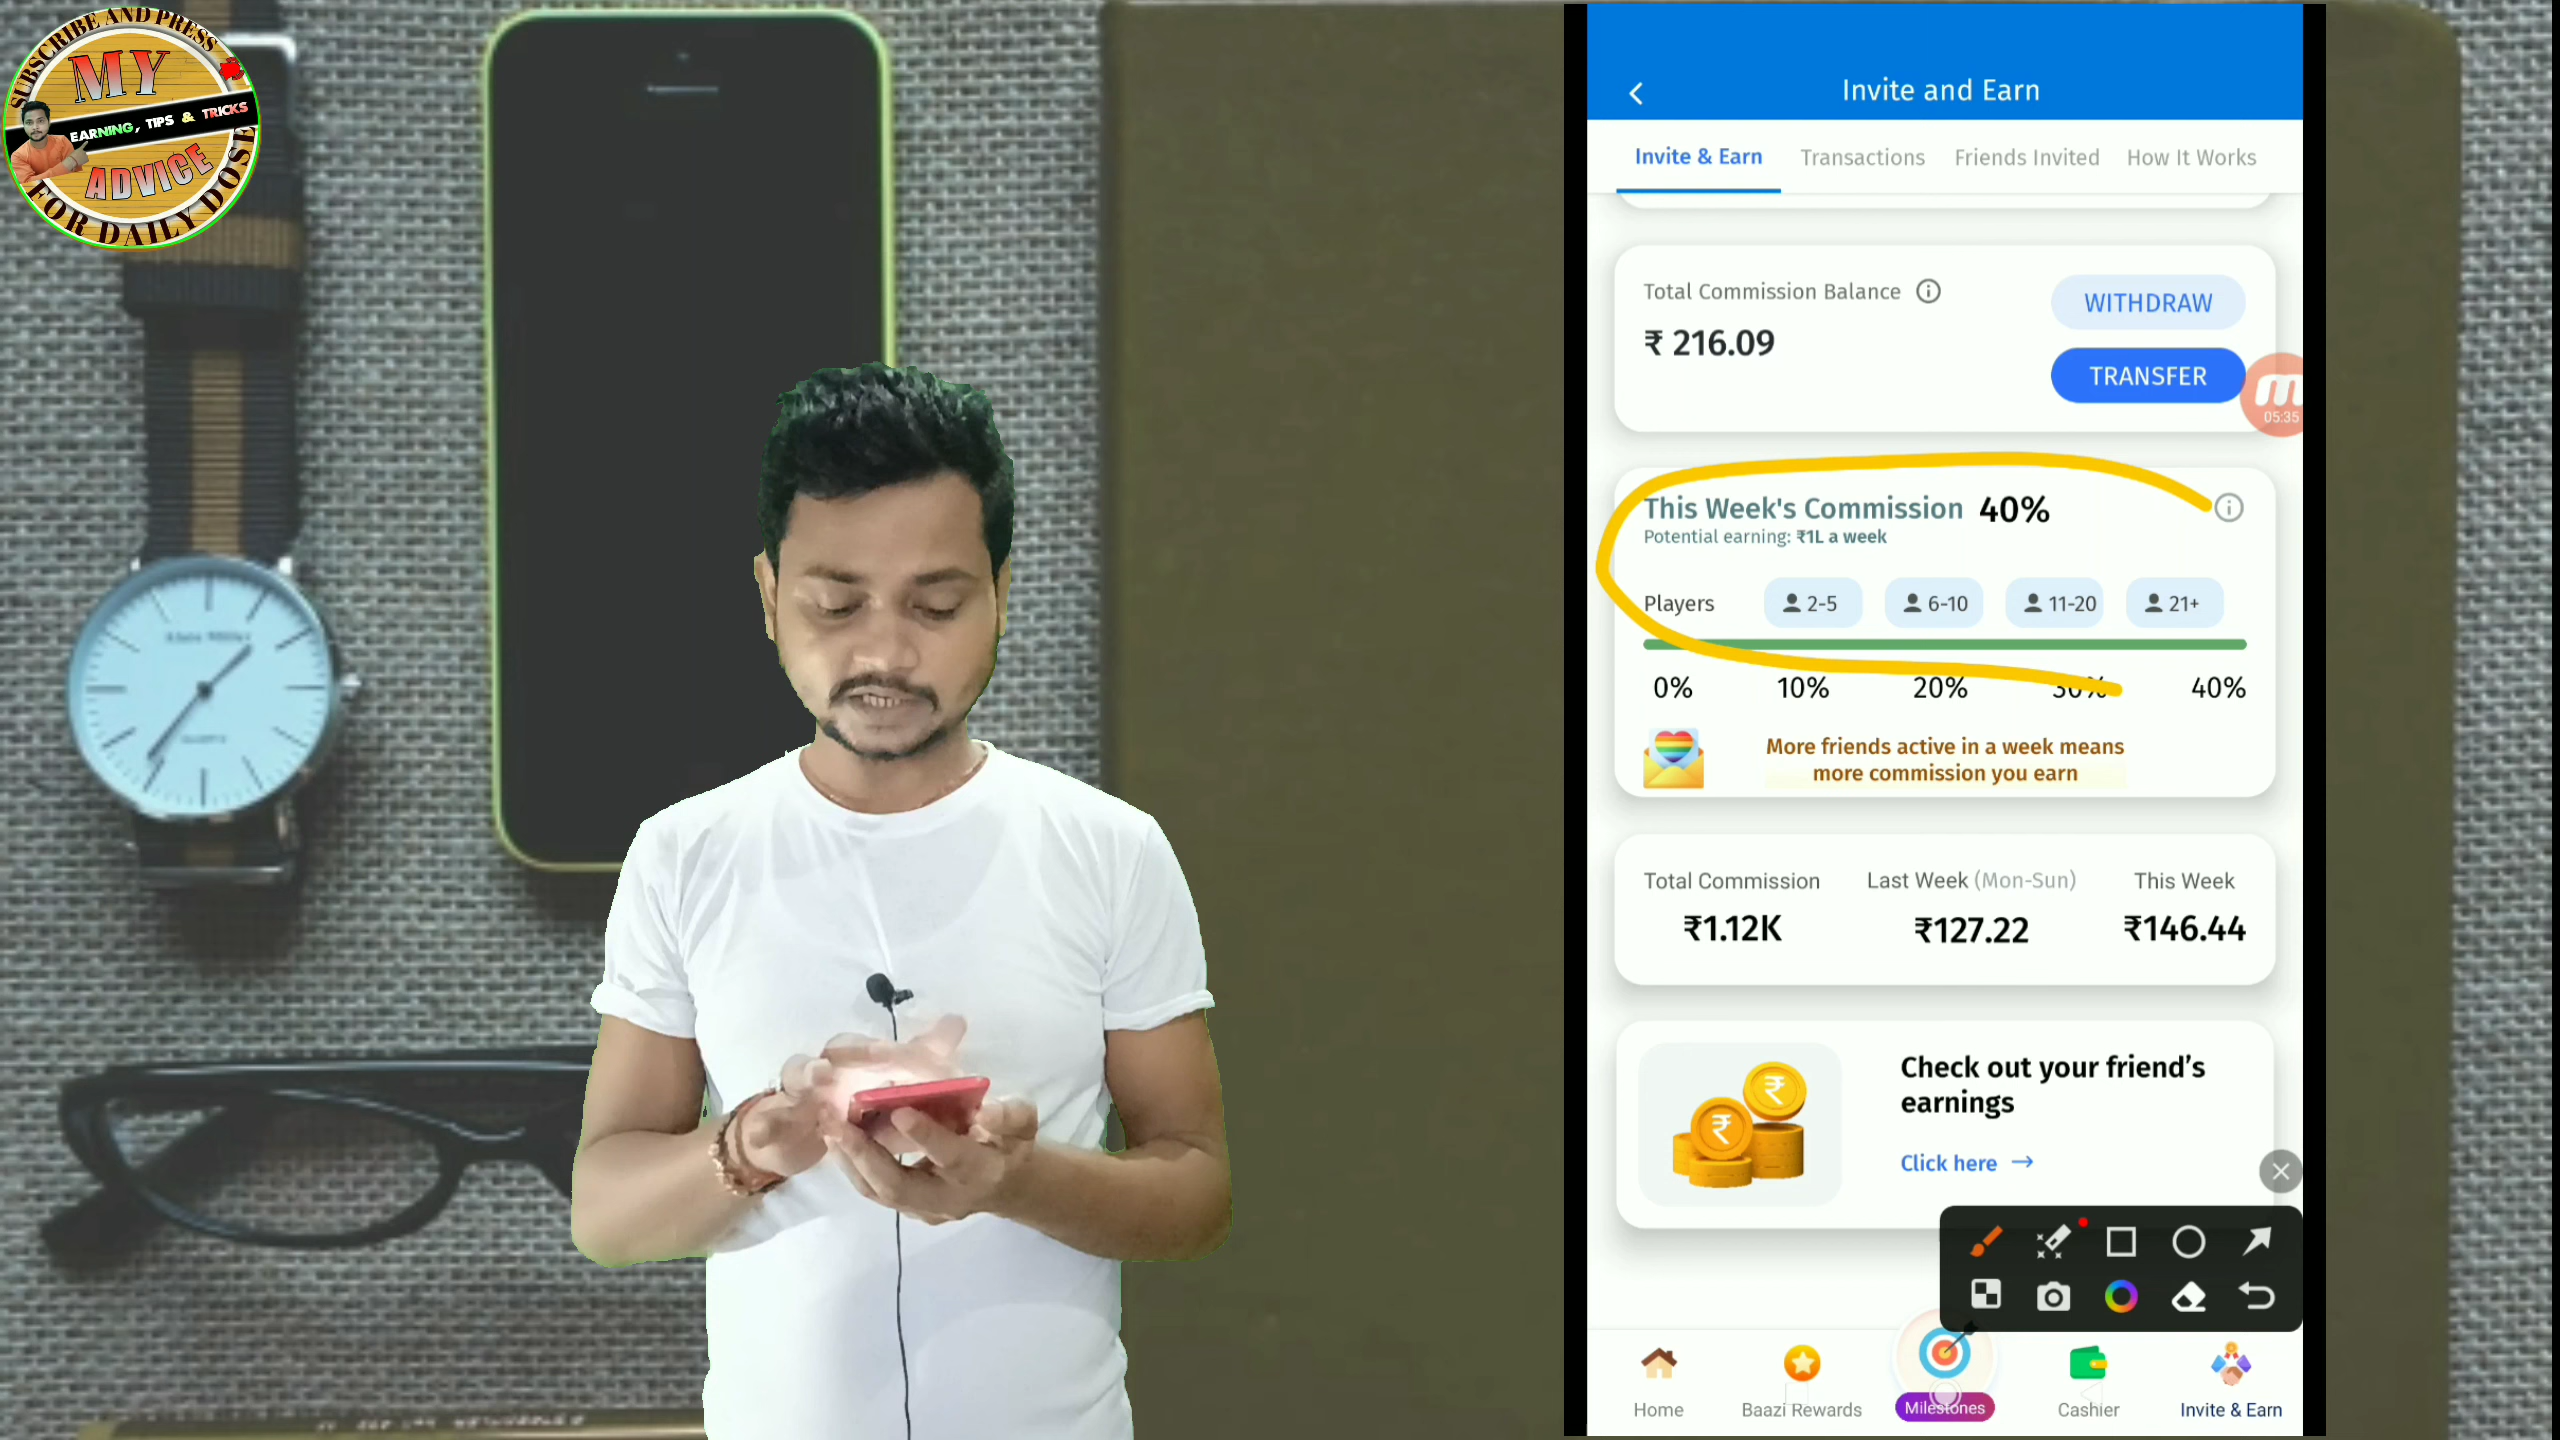 SUBSCRIBE AND PRESS
MY
EARNING, TIPS & TRICKS
ADVICE
FOR DAILY DOSE
Invite and Earn
Invite & Earn
Transactions
Friends Invited
How It Works
Total Commission Balance
₹ 216.09
WITHDRAW
TRANSFER
05:35
This Week's Commission 40%
Potential earning: ₹1L a week
Players 2-5 6-10 11-20 21+
0% 10% 20% 30% 40%
More friends active in a week means
more commission you earn
Total Commission Last Week (Mon-Sun) This Week
₹1.12K ₹127.22 ₹146.44
Check out your friend’s
earnings
Click here →
Home Baazi Rewards Milestones Cashier Invite & Earn